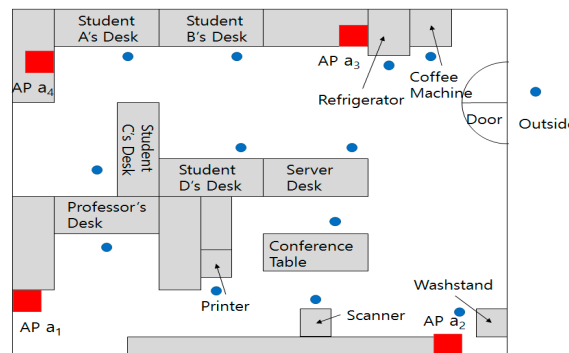 Student
A's Desk
Student
B's Desk
AP a3
AP a4
Refrigerator
Coffee
Machine
Door
Outside
Student
C's Desk
Student
D's Desk
Server
Desk
Professor's
Desk
Conference
Table
Printer
Washstand
Scanner
AP a1
AP a2